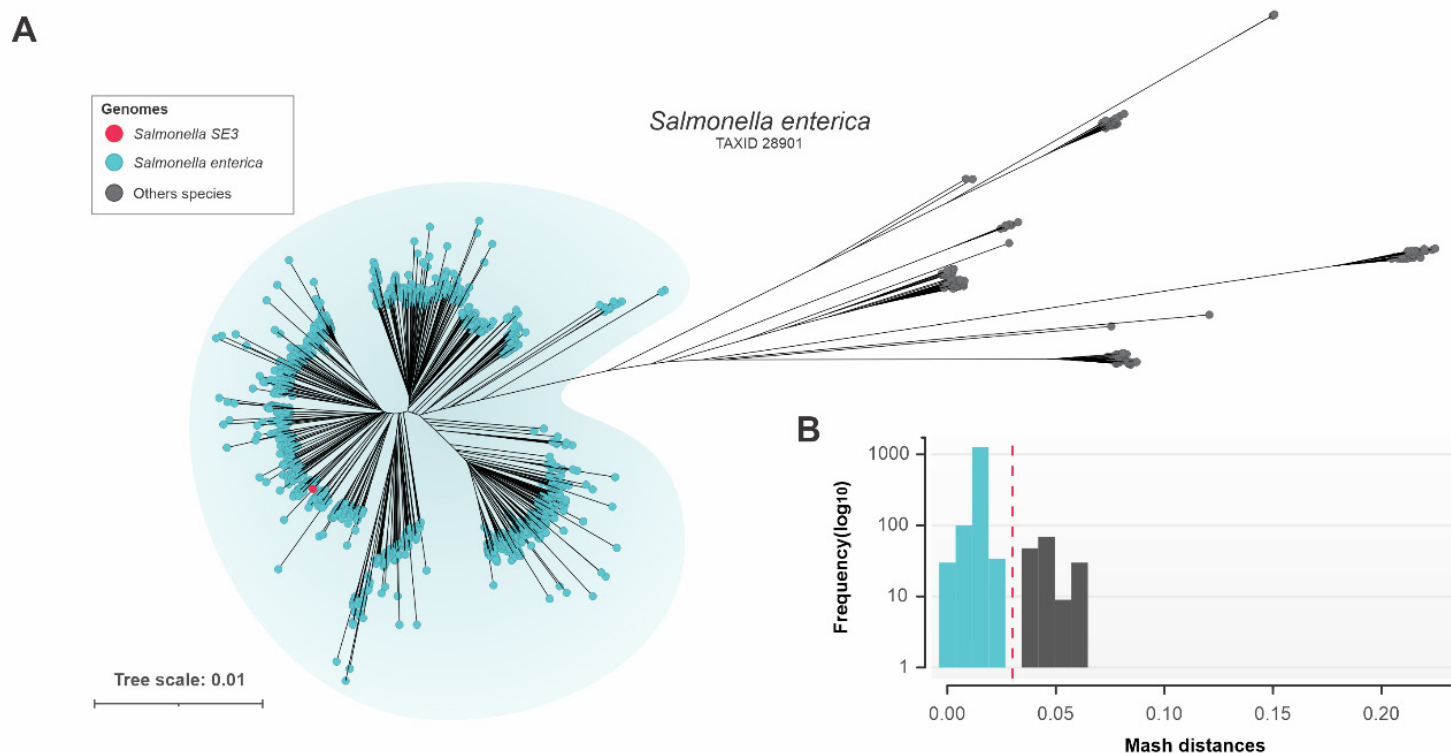 A
Genomes
Salmonella SE3
Salmonella enterica
Others species
Salmonella enterica
TAXID 28901
Tree scale: 0.01
B
Frequency(log10)
1000
100
10
1
0.00 0.05 0.10 0.15 0.20
Mash distances